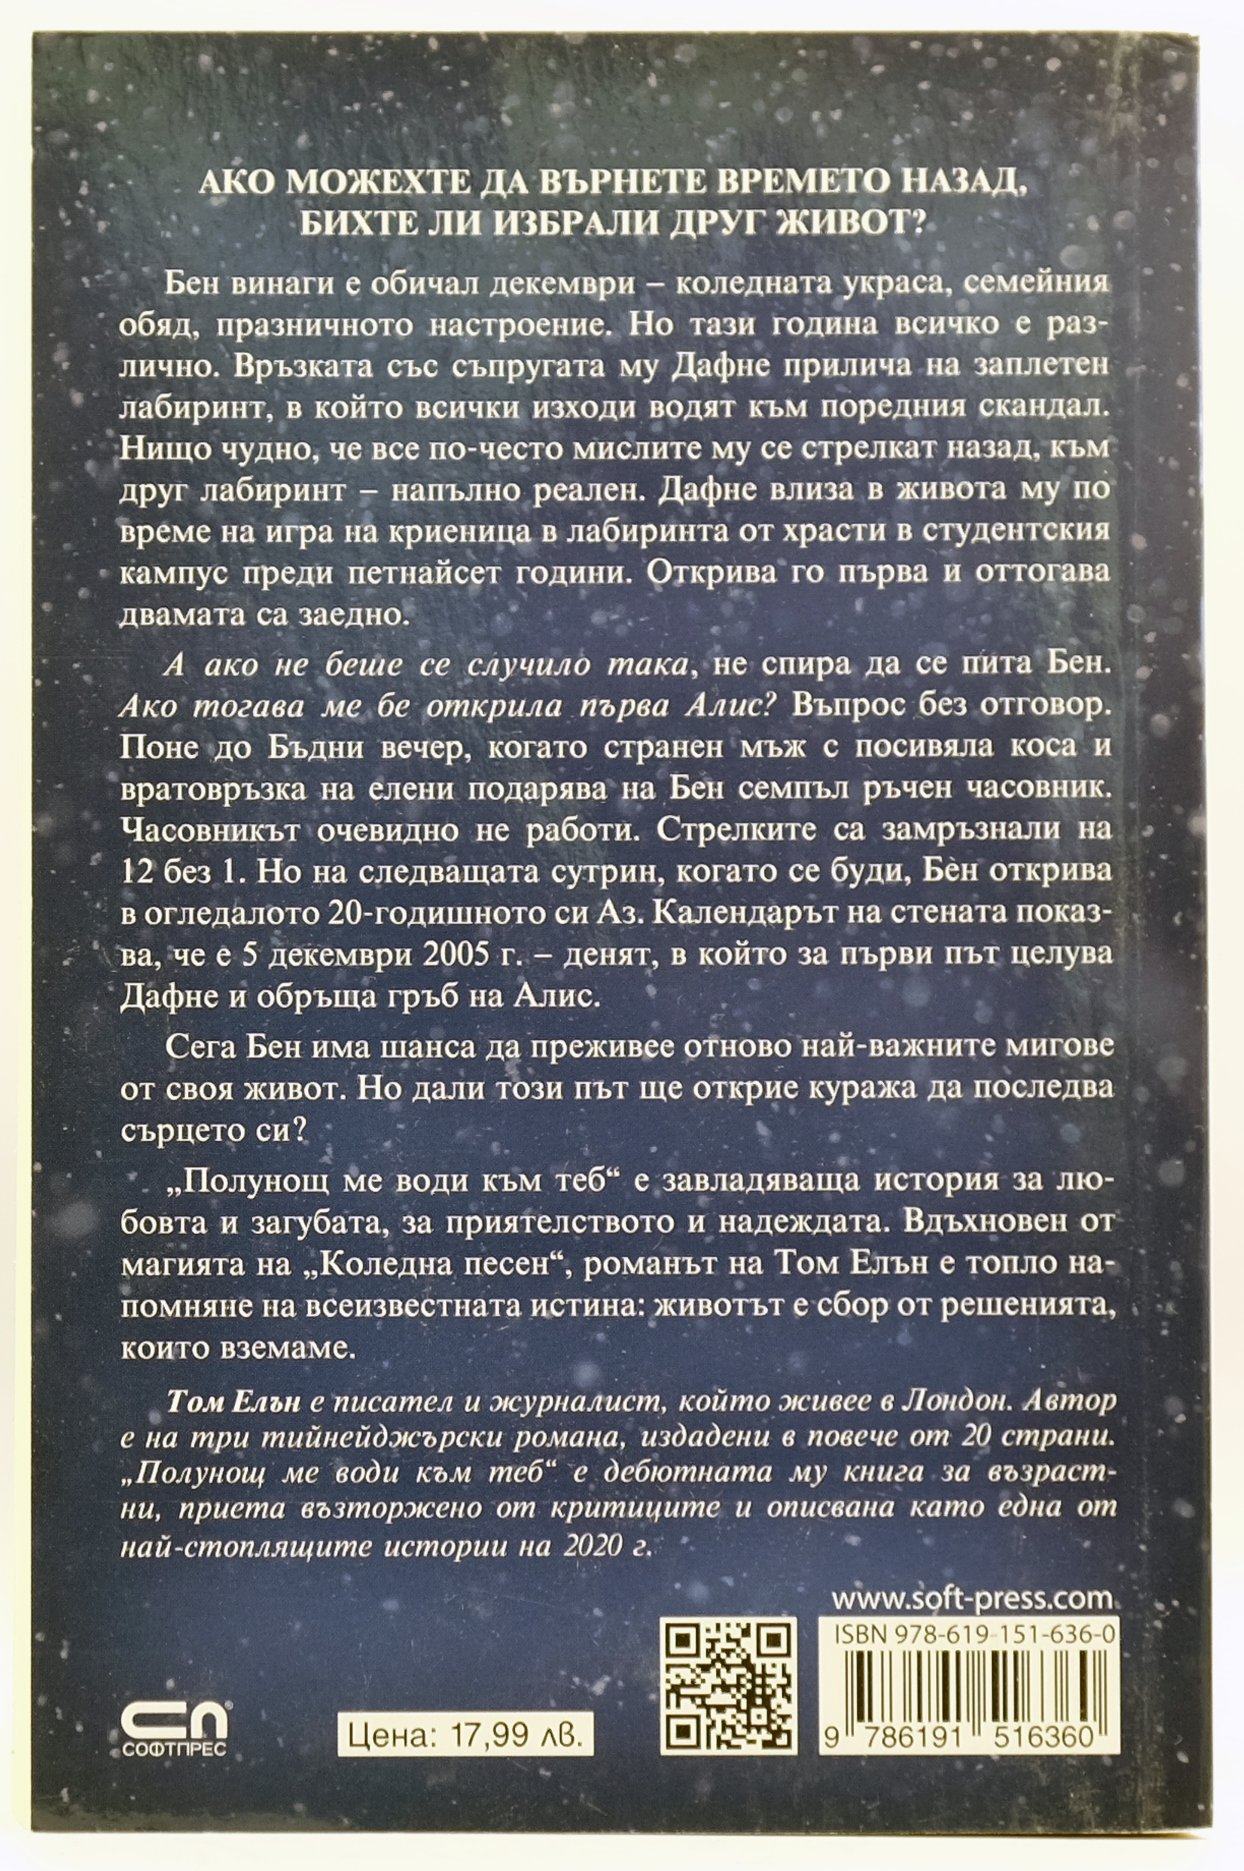 АКО МОЖЕХТЕ ДА ВЪРНЕТЕ ВРЕМЕТО НАЗАД,
БИХТЕ ЛИ ИЗБРАЛИ ДРУГ ЖИВОТ?
Бен винаги е обичал декември – коледната украса, семейния
обяд, празничното настроение. Но тази година всичко е раз-
лично. Връзката със съпругата му Дафне прилича на заплетен
лабиринт, в който всички изходи водят към поредния скандал.
Нищо чудно, че все по-често мислите му се стрелкат назад, към
друг лабиринт – напълно реален. Дафне влиза в живота му по
време на игра на криеница в лабиринта от храсти в студентския
кампус преди петнайсет години. Открива го първа и оттогава
двамата са заедно.
А ако не беше се случило така, не спира да се пита Бен.
Ако тогава ме бе открила първа Алис? Въпрос без отговор.
Поне до Бъдни вечер, когато странен мъж с посивяла коса и
вратовръзка на елени подарява на Бен семпъл ръчен часовник.
Часовникът очевидно не работи. Стрелките са замръзнали на
12 без 1. Но на следващата сутрин, когато се буди, Бен открива
в огледалото 20-годишното си Аз. Календарът на стената показ-
ва, че е 5 декември 2005 г. – денят, в който за първи път целува
Дафне и обръща гръб на Алис.
Сега Бен има шанса да преживее отново най-важните мигове
от своя живот. Но дали този път ще открие куража да последва
сърцето си?
„Полунощ ме води към теб“ е завладяваща история за лю-
бовта и загубата, за приятелството и надеждата. Вдъхновен от
магията на „Коледна песен“, романът на Том Елън е топло на-
помняне на всеизвестната истина: животът е сбор от решенията,
които вземаме.
Том Елън е писател и журналист, който живее в Лондон. Автор
е на три тийнейджърски романа, издадени в повече от 20 страни.
„Полунощ ме води към теб“ е дебютната му книга за възраст-
ни, приета възторжено от критиците и описвана като една от
най-стоплящите истории на 2020 г.
www.soft-press.com
ISBN 978-619-151-636-0
9 786191 516360
Цена: 17,99 лв.
СП®
СОФТПРЕС